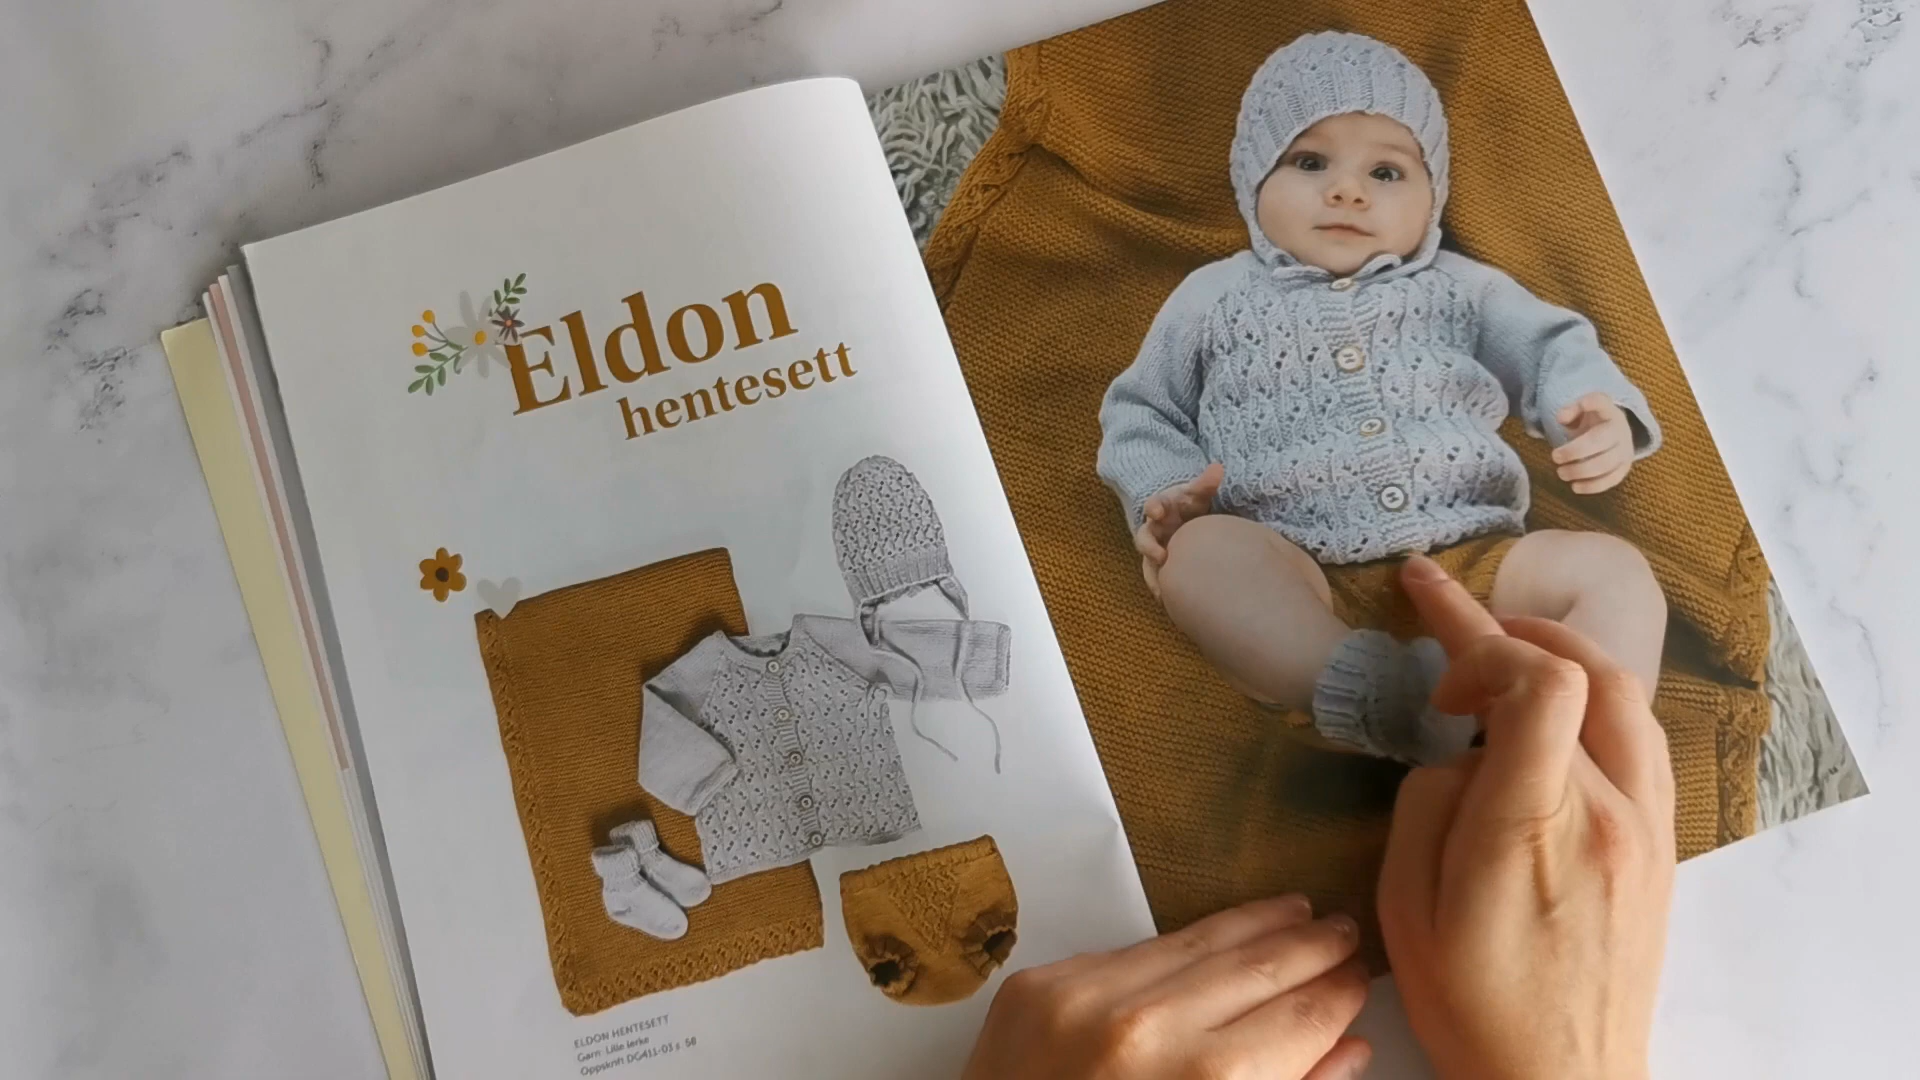 Eldon
hentesett
ELDON HENTESETT
Garn: Lille lerke
Oppskrift DG411-03 s. 58